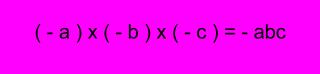 ( - a ) x ( - b ) x ( - c ) = - abc